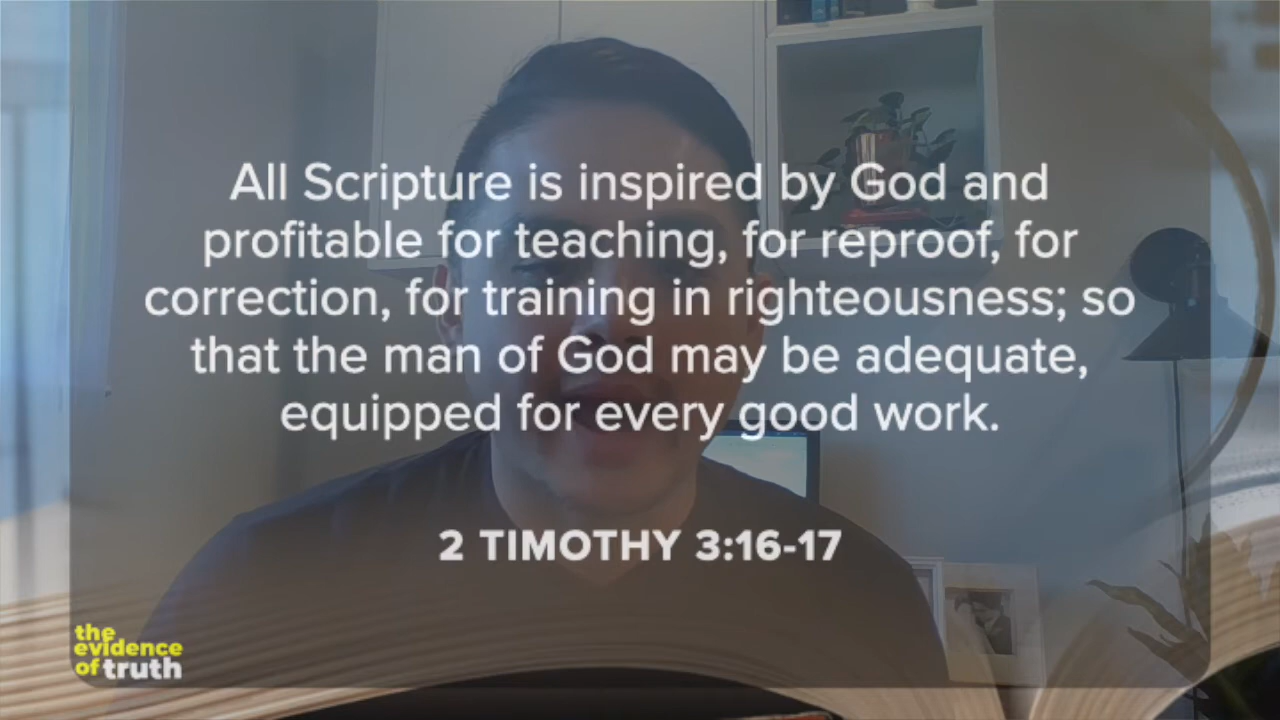 All Scripture is inspired by God and
profitable for teaching, for reproof, for
correction, for training in righteousness; so
that the man of God may be adequate,
equipped for every good work.
2 TIMOTHY 3:16-17
the
evidence
of truth